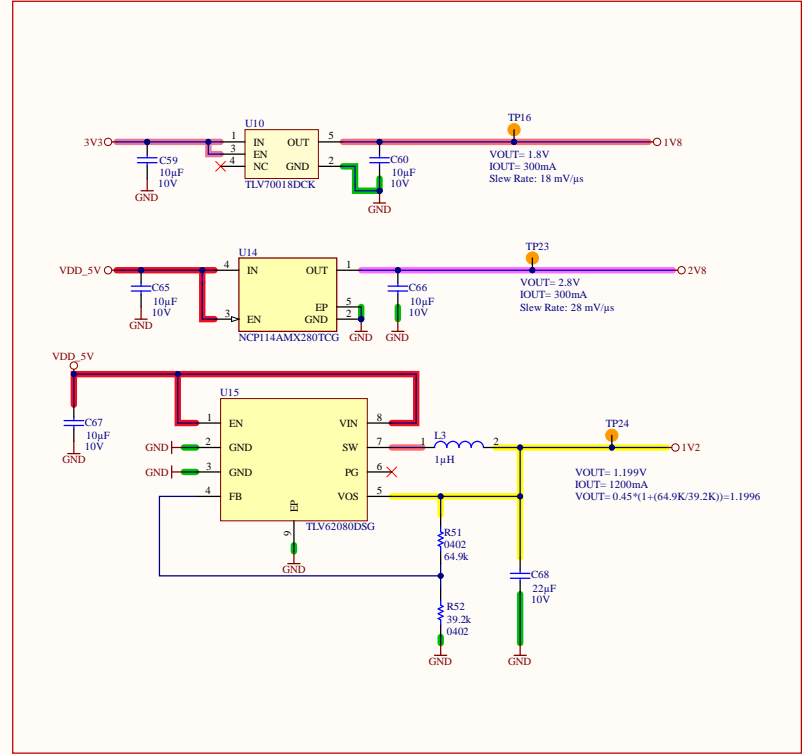 TP16
U10
3V3
1
IN
OUT
5
1V8
3
EN
4
NC
GND
2
C59
10µF
10V
GND
TLV70018DCK
C60
10µF
10V
GND
VOUT= 1.8V
IOUT= 300mA
Slew Rate: 18 mV/µs
TP23
U14
VDD_5V
4
IN
OUT
1
2V8
C65
10µF
10V
GND
3
EN
EP
5
GND
2
GND
NCP114AMX280TCG
C66
10µF
10V
GND
VOUT= 2.8V
IOUT= 300mA
Slew Rate: 28 mV/µs
VDD_5V
U15
C67
10µF
10V
GND
1
EN
VIN
8
GND
2
GND
SW
7
1
L3
2
1µH
TP24
1V2
GND
3
GND
PG
6
4
FB
VOS
5
EP
9
TLV62080DSG
GND
VOUT= 1.199V
IOUT= 1200mA
VOUT= 0.45*(1+(64.9K/39.2K))=1.1996
R51
0402
64.9k
C68
22µF
10V
R52
39.2k
0402
GND
GND